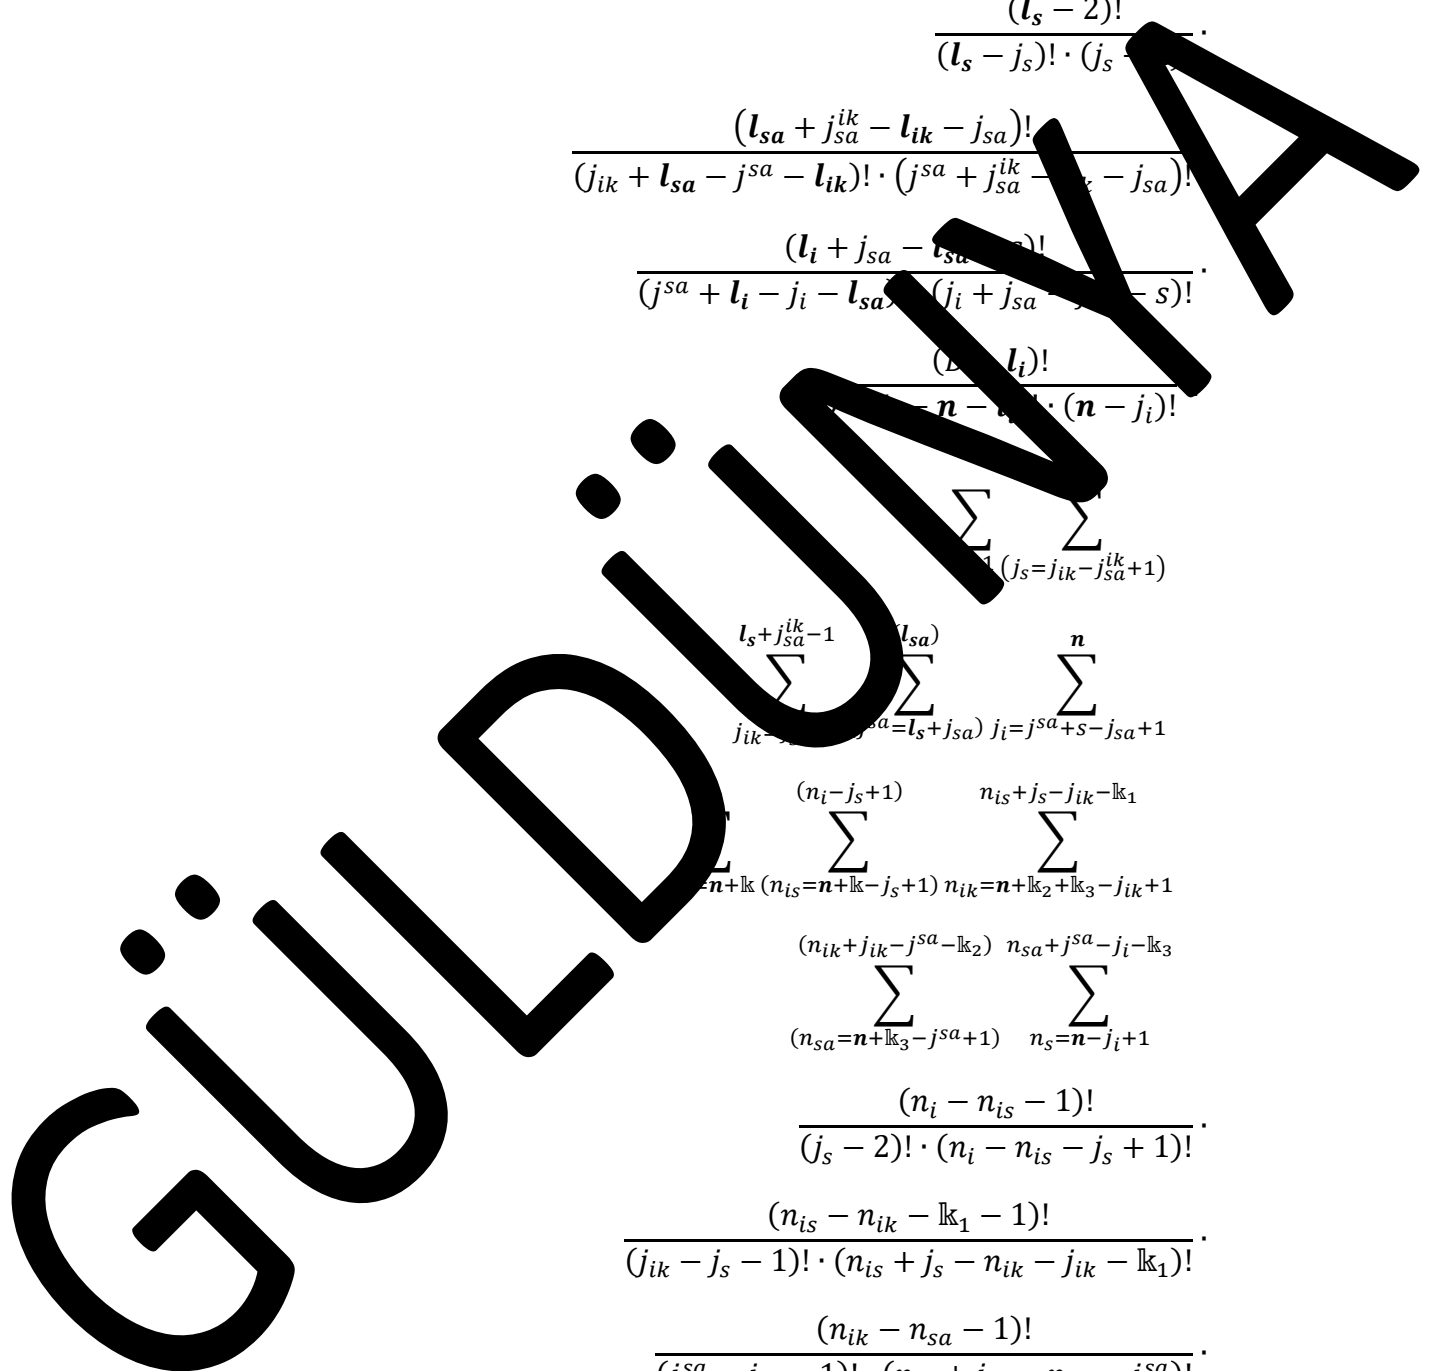 (l_s − 2)!
(l_s − j_s)! · (j_s − ·
(l_sa + j_sa^ik − l_ik − j_sa)!
(j_ik + l_sa − j^sa − l_ik)! · (j^sa + j_sa^ik − − j_sa)!
(l_i + j_sa − l_sa )!
(j^sa + l_i − j_i − l_sa) (j_i + j_sa − − s)! ·
( l_i)!
− n − · (n − j_i)!
∑ ∑
(j_s=j_ik−j_sa^ik+1)
l_s+j_sa^ik−1 (l_sa) n
∑ ∑ ∑
j_ik =l_s+j_sa) j_i=j^sa+s−j_sa+1
(n_i−j_s+1) n_is+j_s−j_ik−𝕜_1
∑ ∑ ∑
=n+𝕜 (n_is=n+𝕜−j_s+1) n_ik=n+𝕜_2+𝕜_3−j_ik+1
(n_ik+j_ik−j^sa−𝕜_2) n_sa+j^sa−j_i−𝕜_3
∑ ∑
(n_sa=n+𝕜_3−j^sa+1) n_s=n−j_i+1
(n_i − n_is − 1)!
(j_s − 2)! · (n_i − n_is − j_s + 1)! ·
(n_is − n_ik − 𝕜_1 − 1)!
(j_ik − j_s − 1)! · (n_is + j_s − n_ik − j_ik − 𝕜_1)! ·
(n_ik − n_sa − 1)!
GÜLDÜNYA